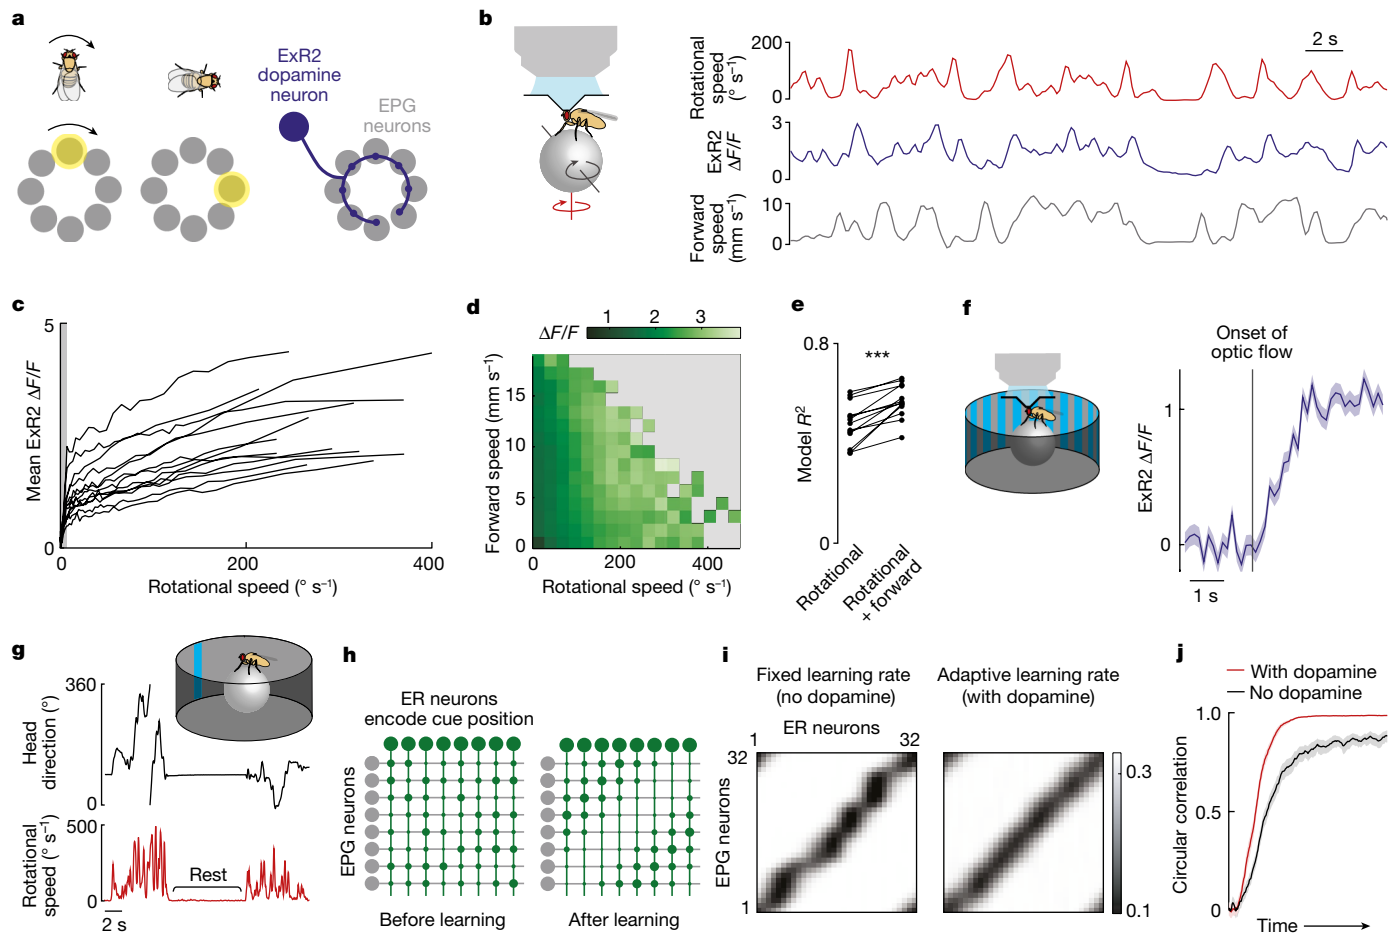 a
ExR2
dopamine
neuron
EPG
neurons
b
Rotational
speed
(° s⁻¹)
200
0
2 s
ExR2
ΔF/F
3
0
Forward
speed
(mm s⁻¹)
10
0
c
Mean ExR2 ΔF/F
5
0
0
200
400
Rotational speed (° s⁻¹)
d
ΔF/F
1
2
3
Forward speed (mm s⁻¹)
15
10
5
0
0
200
400
Rotational speed (° s⁻¹)
e
Model R²
0.8
0
***
Rotational
Rotational
+ forward
f
Onset of
optic flow
ExR2 ΔF/F
1
0
1 s
g
Head
direction (°)
360
0
Rotational
speed (° s⁻¹)
500
0
Rest
2 s
h
ER neurons
encode cue position
EPG neurons
Before learning
After learning
i
Fixed learning rate
(no dopamine)
Adaptive learning rate
(with dopamine)
ER neurons
1
32
EPG neurons
32
1
0.3
0.1
j
With dopamine
No dopamine
Circular correlation
1.0
0.5
0
Time